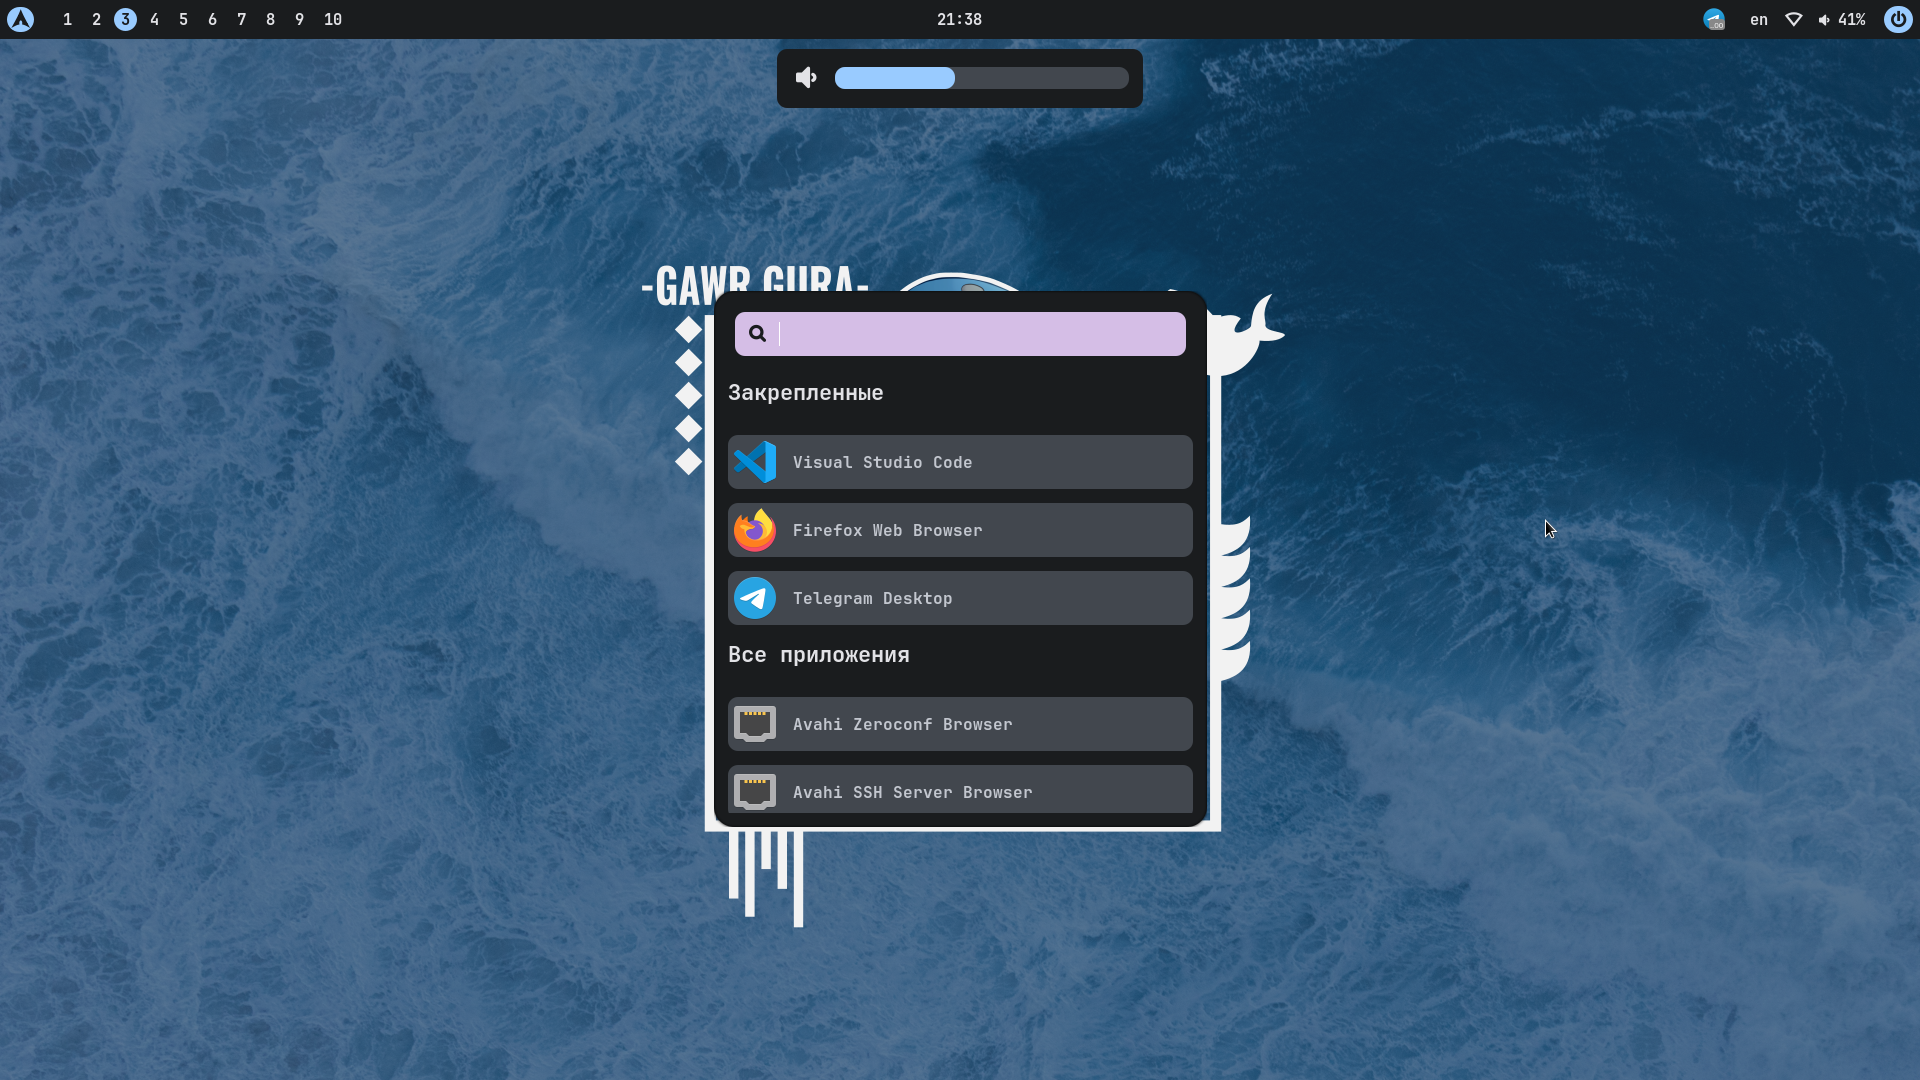 1 2 3 4 5 6 7 8 9 10 21:38 en 41%
-GAWR GURA-
Закрепленные
Visual Studio Code
Firefox Web Browser
Telegram Desktop
Все приложения
Avahi Zeroconf Browser
Avahi SSH Server Browser